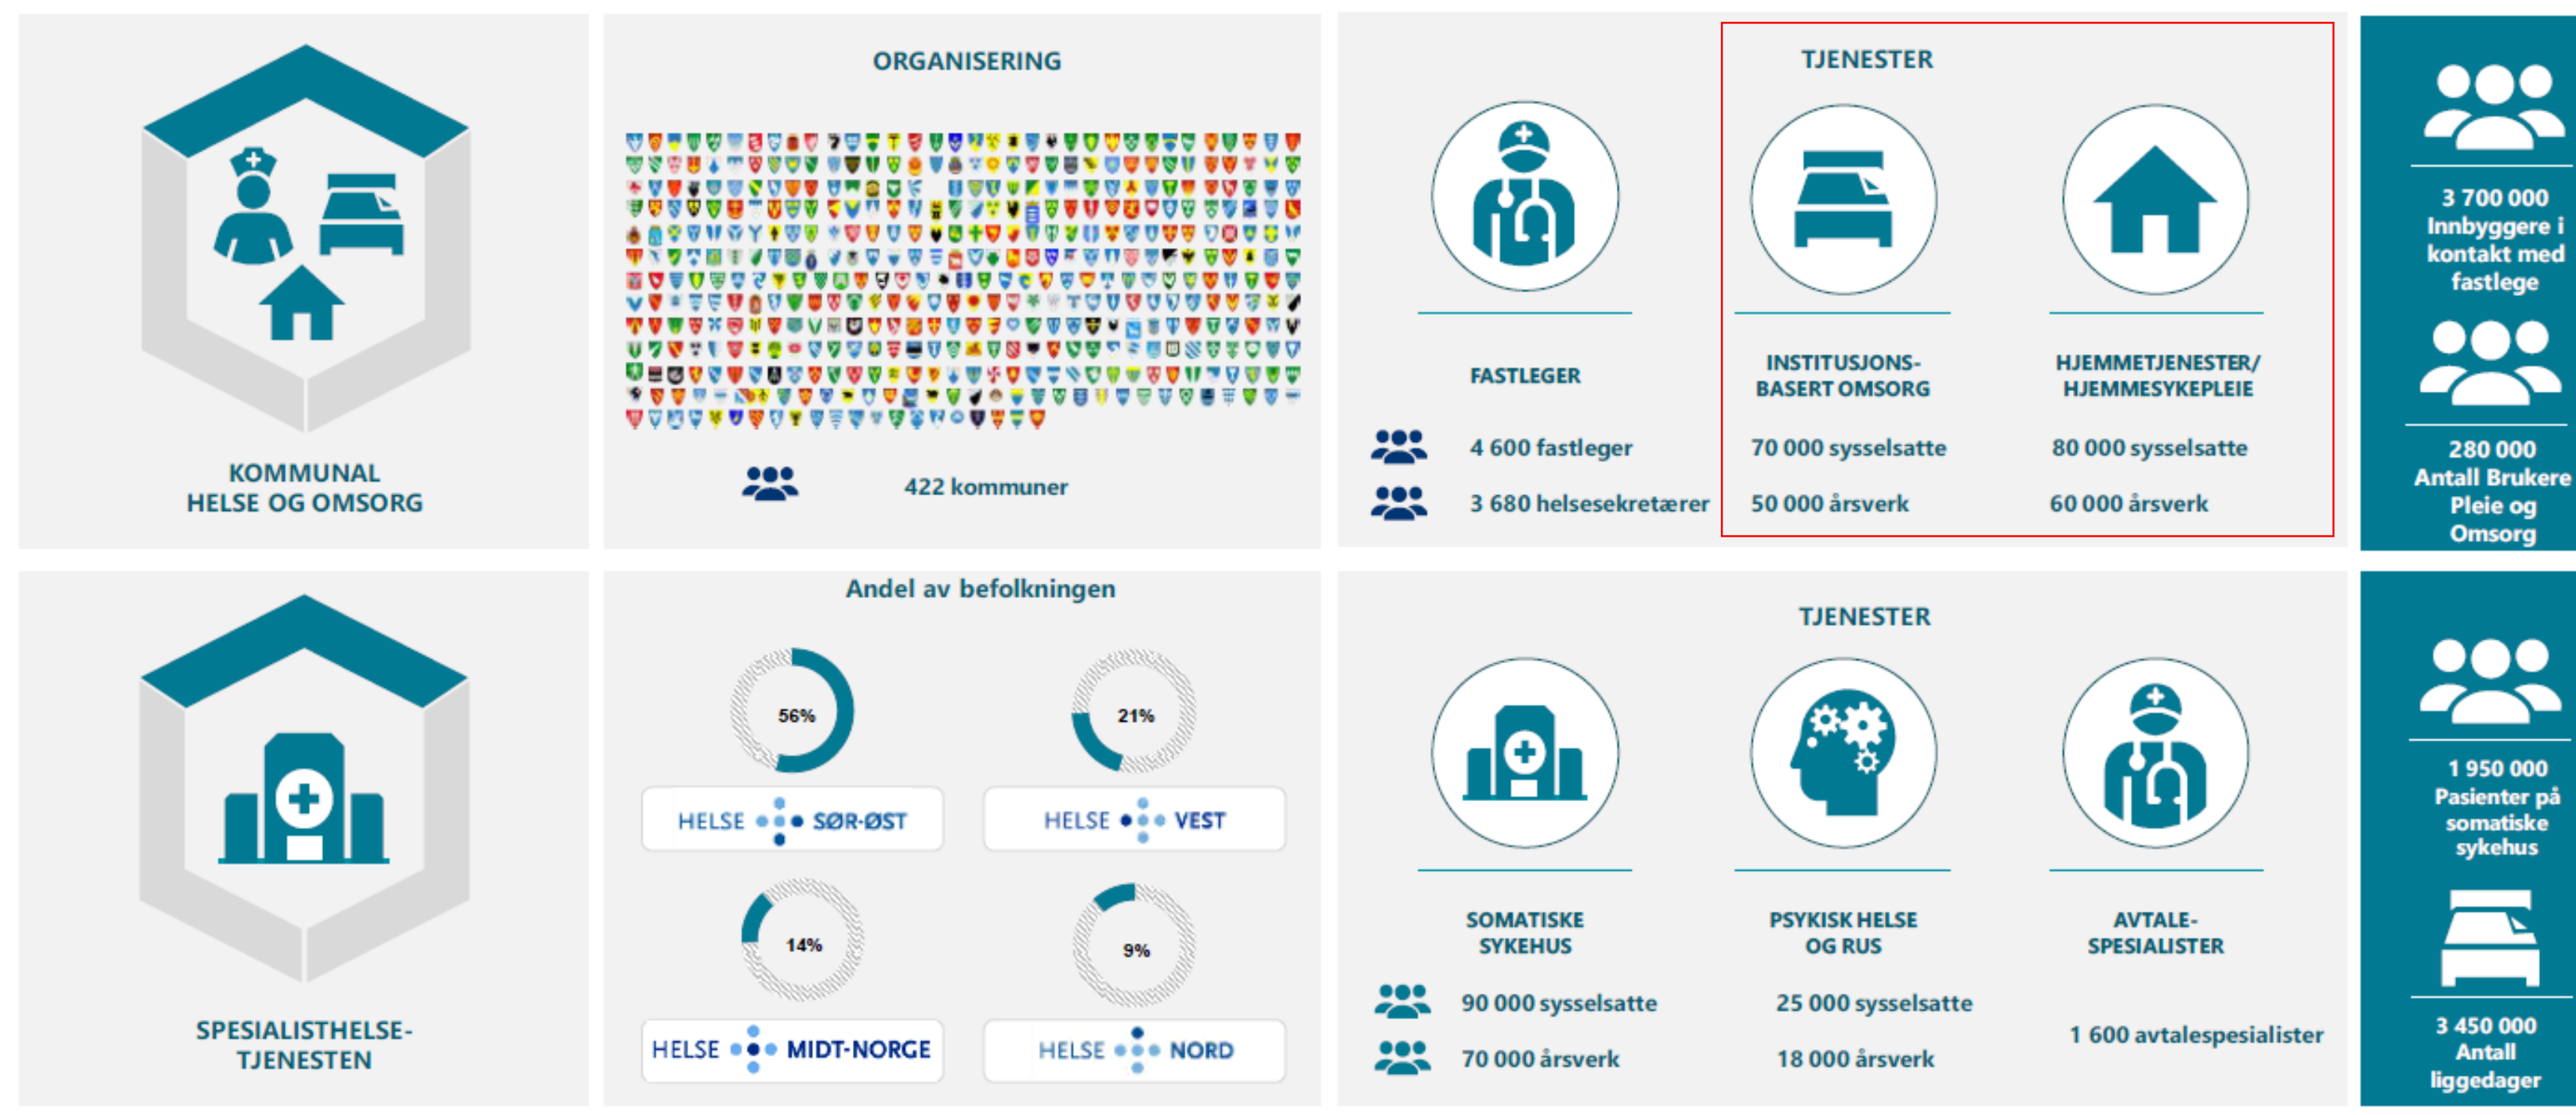 KOMMUNAL
HELSE OG OMSORG
ORGANISERING
422 kommuner
TJENESTER
FASTLEGER
4 600 fastleger
3 680 helsesekretærer
INSTITUSJONS-
BASERT OMSORG
70 000 sysselsatte
50 000 årsverk
HJEMMETJENESTER/
HJEMMESYKEPLEIE
80 000 sysselsatte
60 000 årsverk
3 700 000
Innbyggere i
kontakt med
fastlege
280 000
Antall Brukere
Pleie og
Omsorg
SPESIALISTHELSE-
TJENESTEN
Andel av befolkningen
56%
HELSE SØR-ØST
21%
HELSE VEST
14%
HELSE MIDT-NORGE
9%
HELSE NORD
TJENESTER
SOMATISKE
SYKEHUS
90 000 sysselsatte
70 000 årsverk
PSYKISK HELSE
OG RUS
25 000 sysselsatte
18 000 årsverk
AVTALE-
SPESIALISTER
1 600 avtalespesialister
1 950 000
Pasienter på
somatiske
sykehus
3 450 000
Antall
liggedager